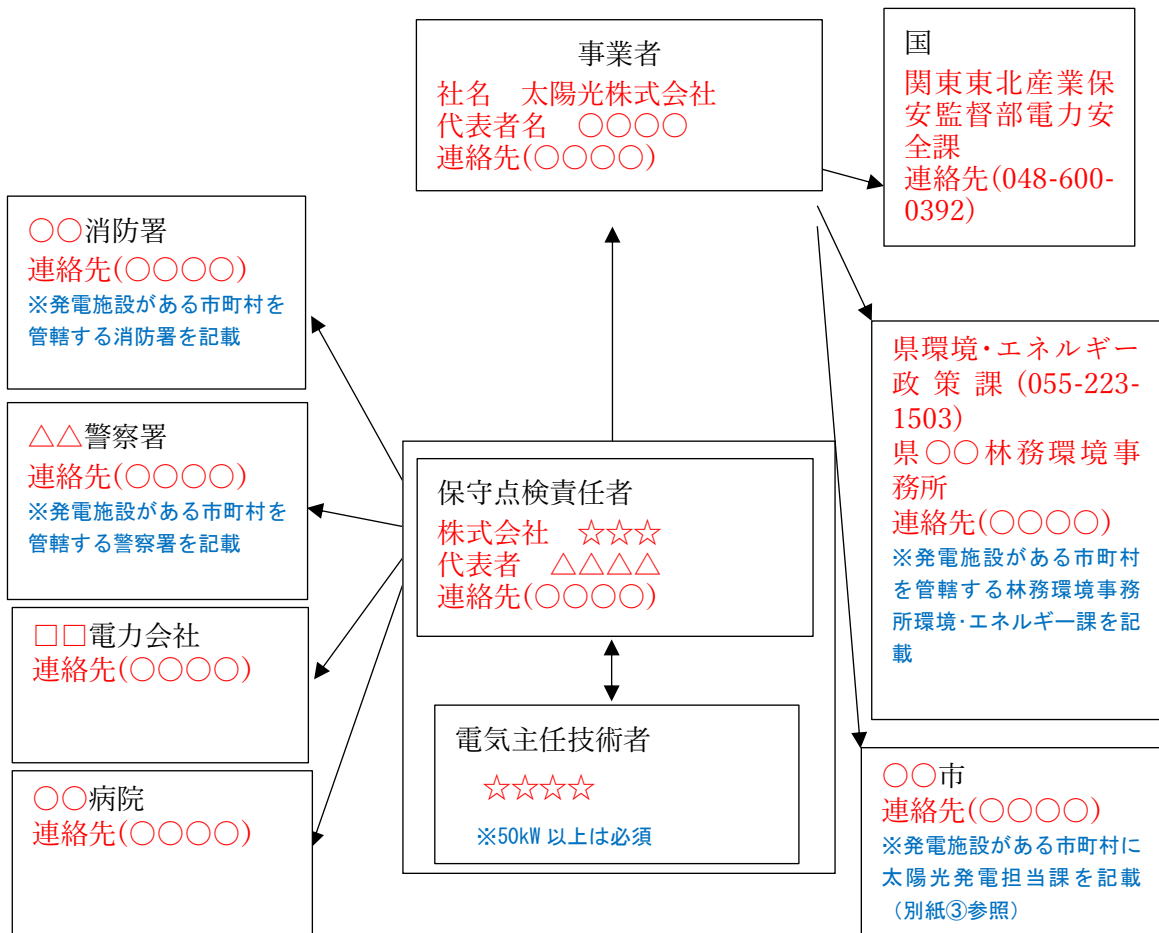 事業者
社名　太陽光株式会社
代表者名　○○○○
連絡先(○○○○)
国
関東東北産業保
安監督部電力安
全課
連絡先(048-600-
0392)
○○消防署
連絡先(○○○○)
※発電施設がある市町村を
管轄する消防署を記載
△△警察署
連絡先(○○○○)
※発電施設がある市町村を
管轄する警察署を記載
□□電力会社
連絡先(○○○○)
○○病院
連絡先(○○○○)
保守点検責任者
株式会社　☆☆☆
代表者　△△△△
連絡先(○○○○)
電気主任技術者
☆☆☆☆
※50kW 以上は必須
県環境・エネルギー
政策課(055-223-
1503)
県○○林務環境事
務所
連絡先(○○○○)
※発電施設がある市町村
を管轄する林務環境事務
所環境・エネルギー課を記
載
○○市
連絡先(○○○○)
※発電施設がある市町村に
太陽光発電担当課を記載
（別紙③参照）